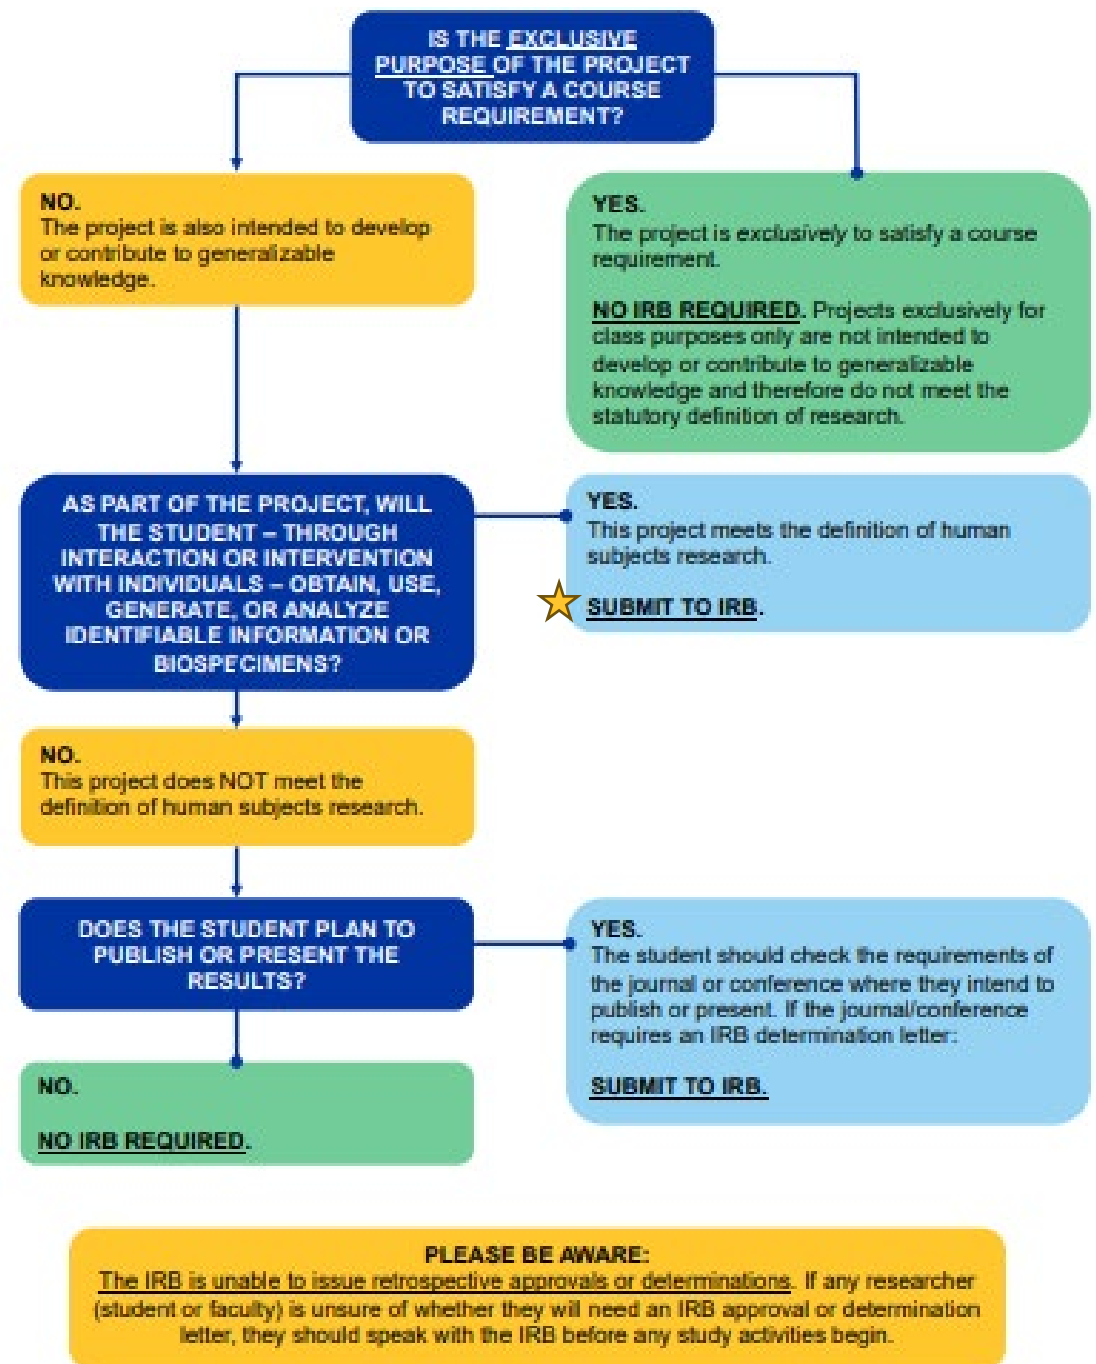 IS THE EXCLUSIVE
PURPOSE OF THE PROJECT
TO SATISFY A COURSE
REQUIREMENT?
NO.
The project is also intended to develop
or contribute to generalizable
knowledge.
YES.
The project is exclusively to satisfy a course
requirement.
NO IRB REQUIRED. Projects exclusively for
class purposes only are not intended to
develop or contribute to generalizable
knowledge and therefore do not meet the
statutory definition of research.
AS PART OF THE PROJECT, WILL
THE STUDENT – THROUGH
INTERACTION OR INTERVENTION
WITH INDIVIDUALS – OBTAIN, USE,
GENERATE, OR ANALYZE
IDENTIFIABLE INFORMATION OR
BIOSPECIMENS?
YES.
This project meets the definition of human
subjects research.
SUBMIT TO IRB.
NO.
This project does NOT meet the
definition of human subjects research.
DOES THE STUDENT PLAN TO
PUBLISH OR PRESENT THE
RESULTS?
YES.
The student should check the requirements of
the journal or conference where they intend to
publish or present. If the journal/conference
requires an IRB determination letter:
SUBMIT TO IRB.
NO.
NO IRB REQUIRED.
PLEASE BE AWARE:
The IRB is unable to issue retrospective approvals or determinations. If any researcher
(student or faculty) is unsure of whether they will need an IRB approval or determination
letter, they should speak with the IRB before any study activities begin.